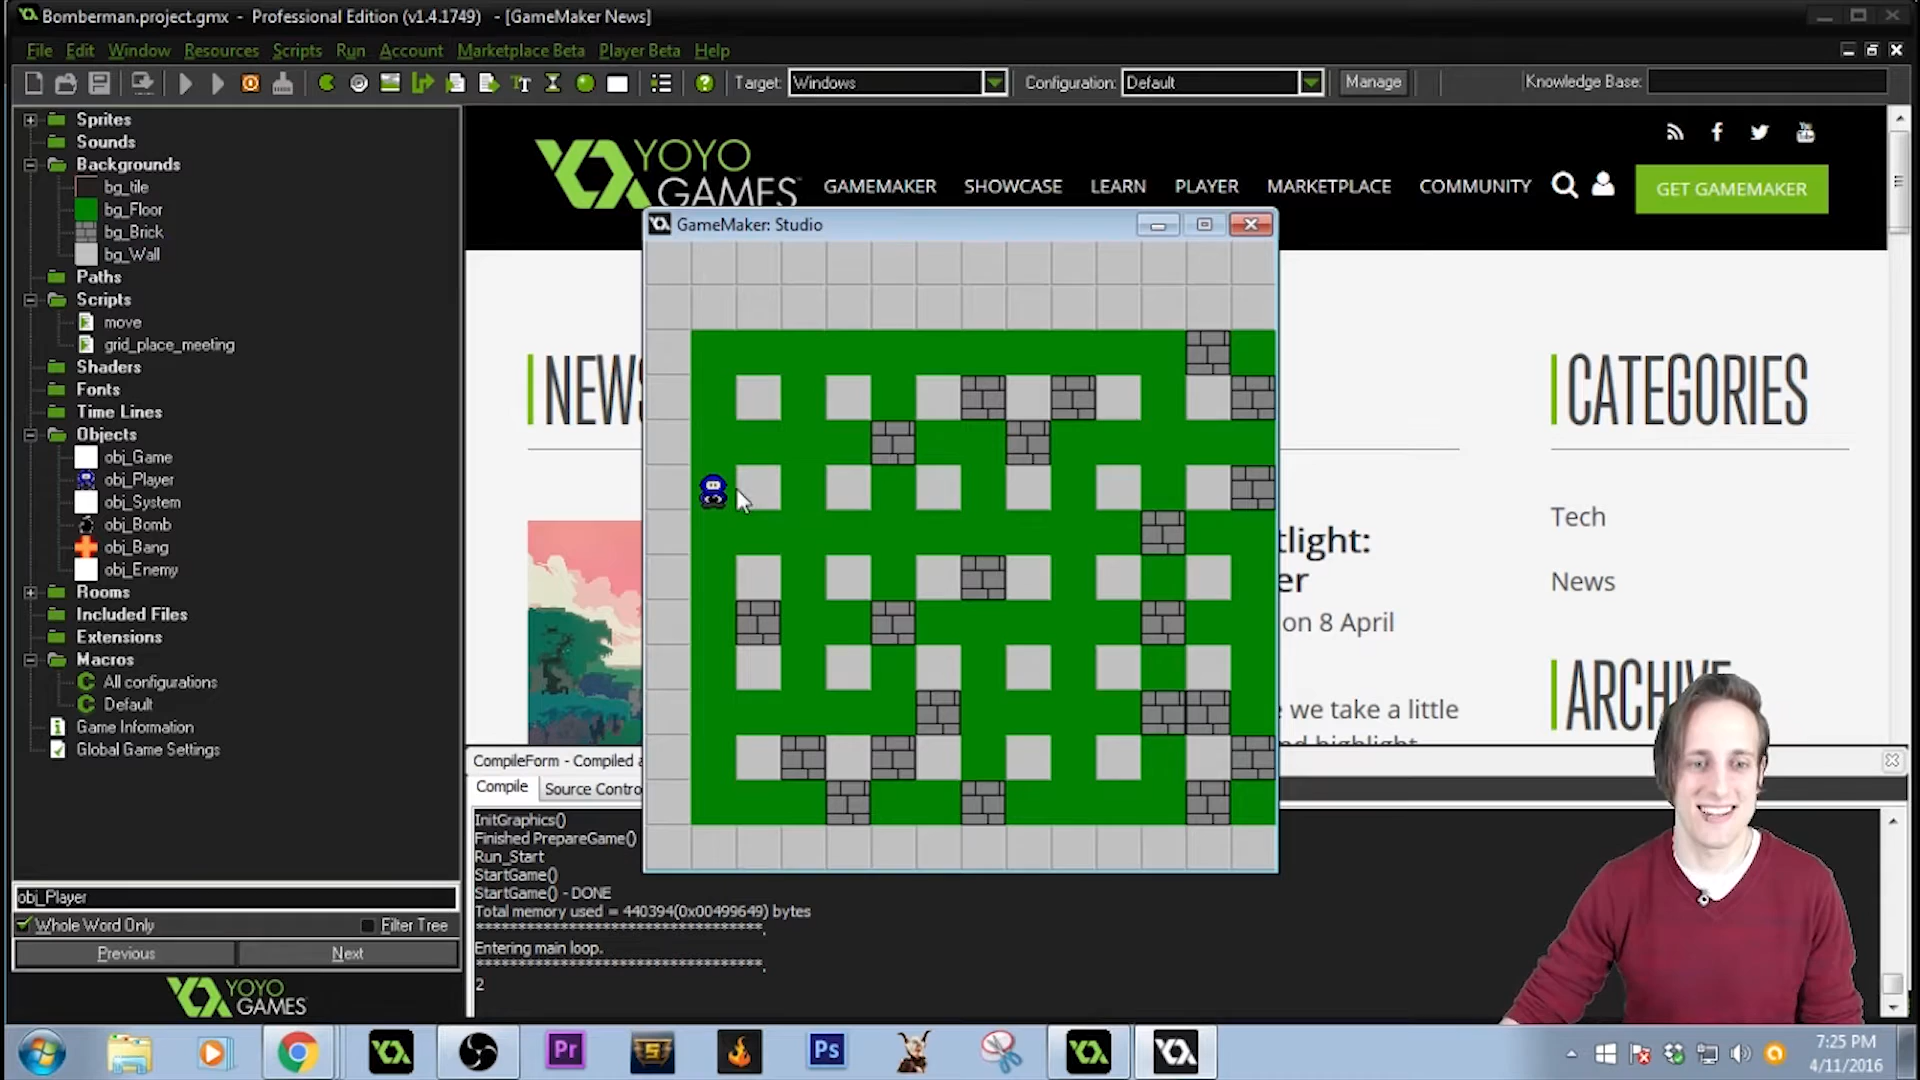 Bomberman.project.gmx - Professional Edition (v1.4.1749) - [GameMaker News]
File Edit Window Resources Scripts Run Account Marketplace Beta Player Beta Help
Target: Windows Configuration: Default Manage Knowledge Base:
Sprites
Sounds
Backgrounds
bg_tile
bg_Floor
bg_Brick
bg_Wall
Paths
Scripts
move
grid_place_meeting
Shaders
Fonts
Time Lines
Objects
obj_Game
obj_Player
obj_System
obj_Bomb
obj_Bang
obj_Enemy
Rooms
Included Files
Extensions
Macros
All configurations
Default
Game Information
Global Game Settings
obj_Player
Whole Word Only Filter Tree
Previous Next
YOYO
GAMES
YOYO
GAMES
GAMEMAKER SHOWCASE LEARN PLAYER MARKETPLACE COMMUNITY GET GAMEMAKER
GameMaker: Studio
NEWS
tlight:
er
on 8 April
we take a little
nd highlight
CATEGORIES
Tech
News
ARCHIVE
CompileForm - Compiled a
Compile Source Contro
InitGraphics()
Finished PrepareGame()
Run_Start
StartGame()
StartGame() - DONE
Total memory used = 440394(0x00499649) bytes
**********************************.
Entering main loop.
**********************************.
2
Pr
Ps
7:25 PM
4/11/2016